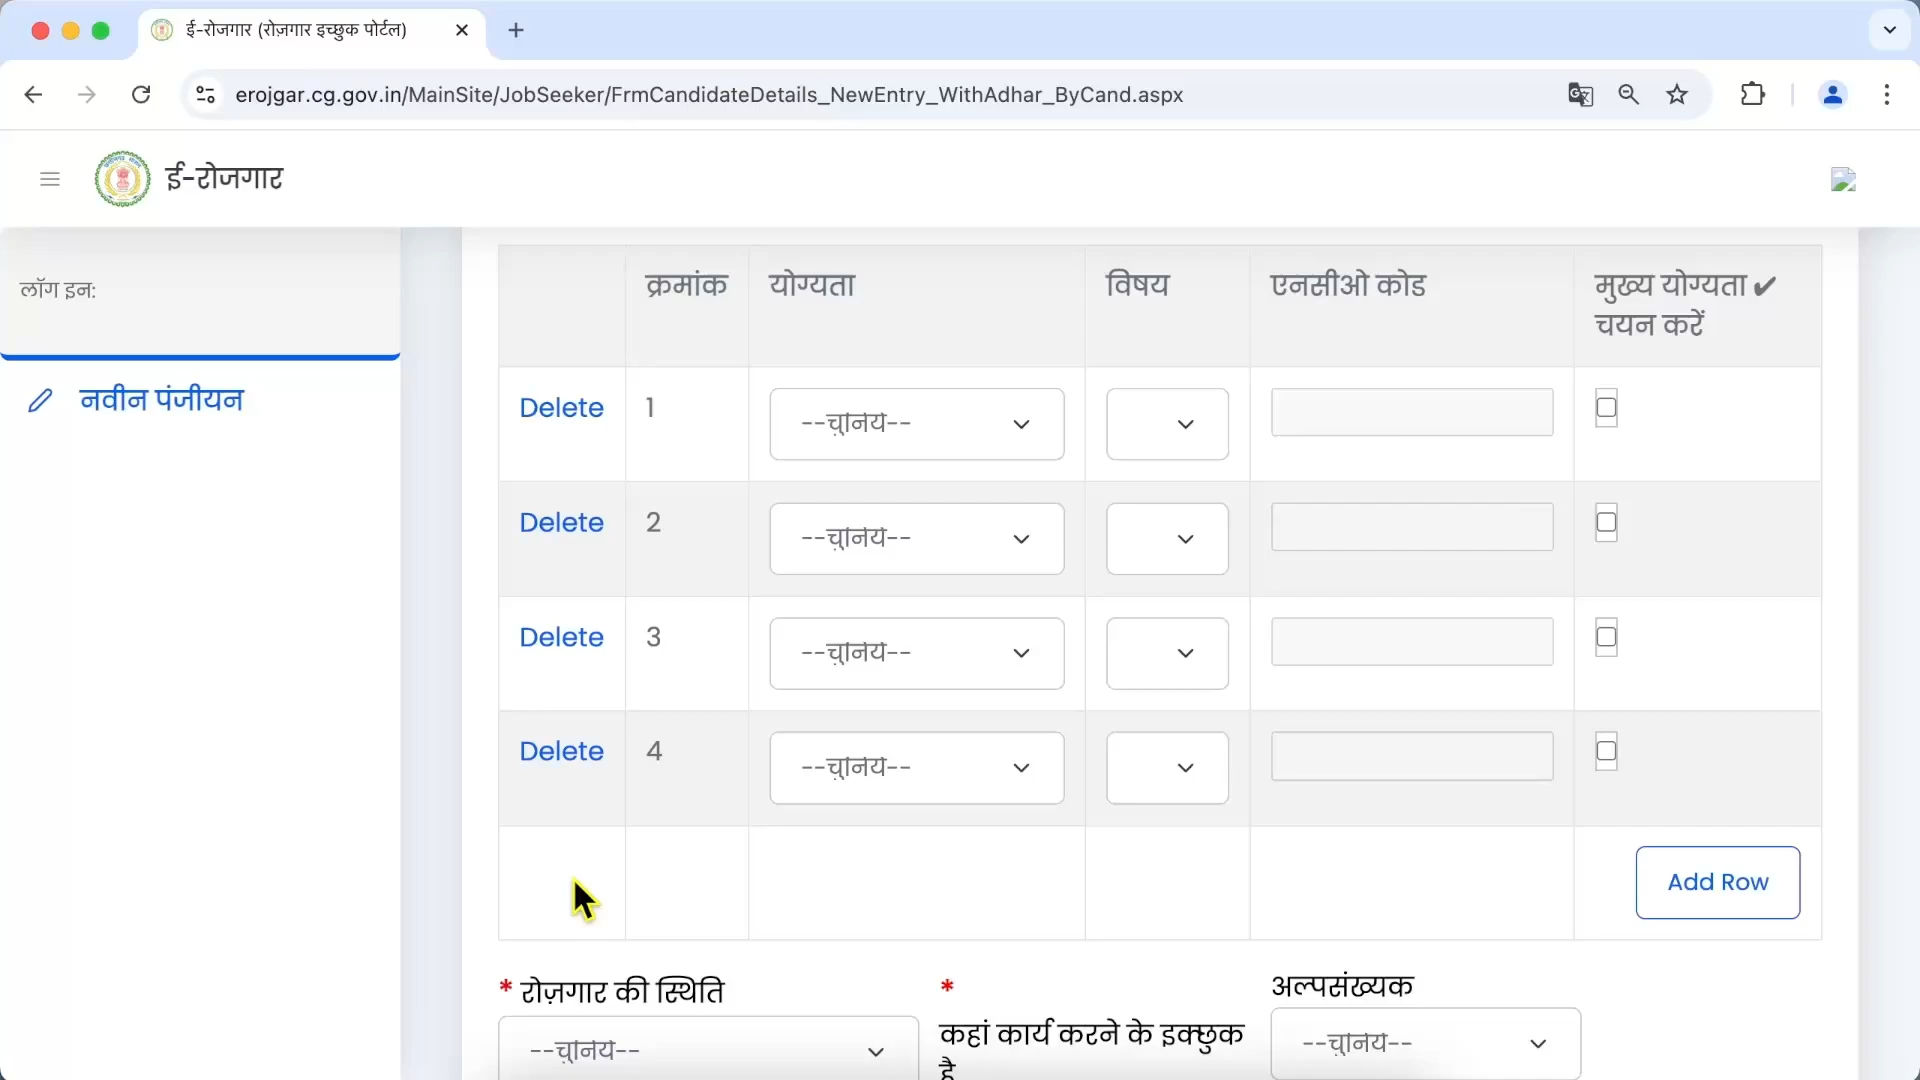 ई-रोजगार (रोज़गार इच्छुक पोर्टल)
erojgar.cg.gov.in/MainSite/JobSeeker/FrmCandidateDetails_NewEntry_WithAdhar_ByCand.aspx
ई-रोजगार
लॉग इन:
नवीन पंजीयन
क्रमांक योग्यता विषय एनसीओ कोड मुख्य योग्यता ✔
चयन करें
Delete 1 --चुनिये--
Delete 2 --चुनिये--
Delete 3 --चुनिये--
Delete 4 --चुनिये--
Add Row
* रोज़गार की स्थिति
--चुनिये--
*
कहां कार्य करने के इक्छुक
है
अल्पसंख्यक
--चुनिये--